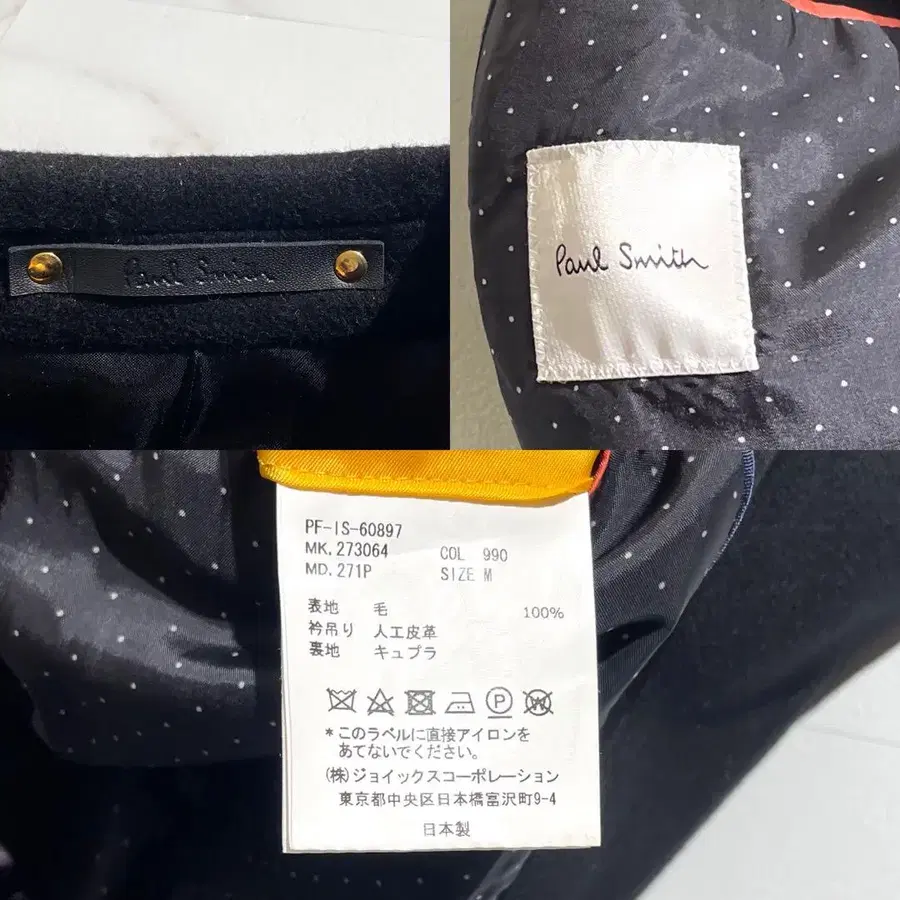 Paul Smith
Paul Smith
PF-IS-60897
MK. 273064 COL 990
MD. 271P SIZE M
表地 毛 100%
衿吊り 人工皮革
裏地 キュプラ
P W
*このラベルに直接アイロンを
あてないでください。
(株)ジョイックスコーポレーション
東京都中央区日本橋富沢町9-4
日本製